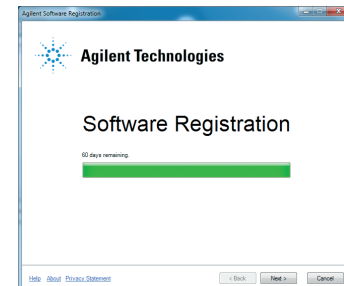 Agilent Software Registration
Agilent Technologies
Software Registration
60 days remaining.
Help About Privacy Statement < Back Next > Cancel